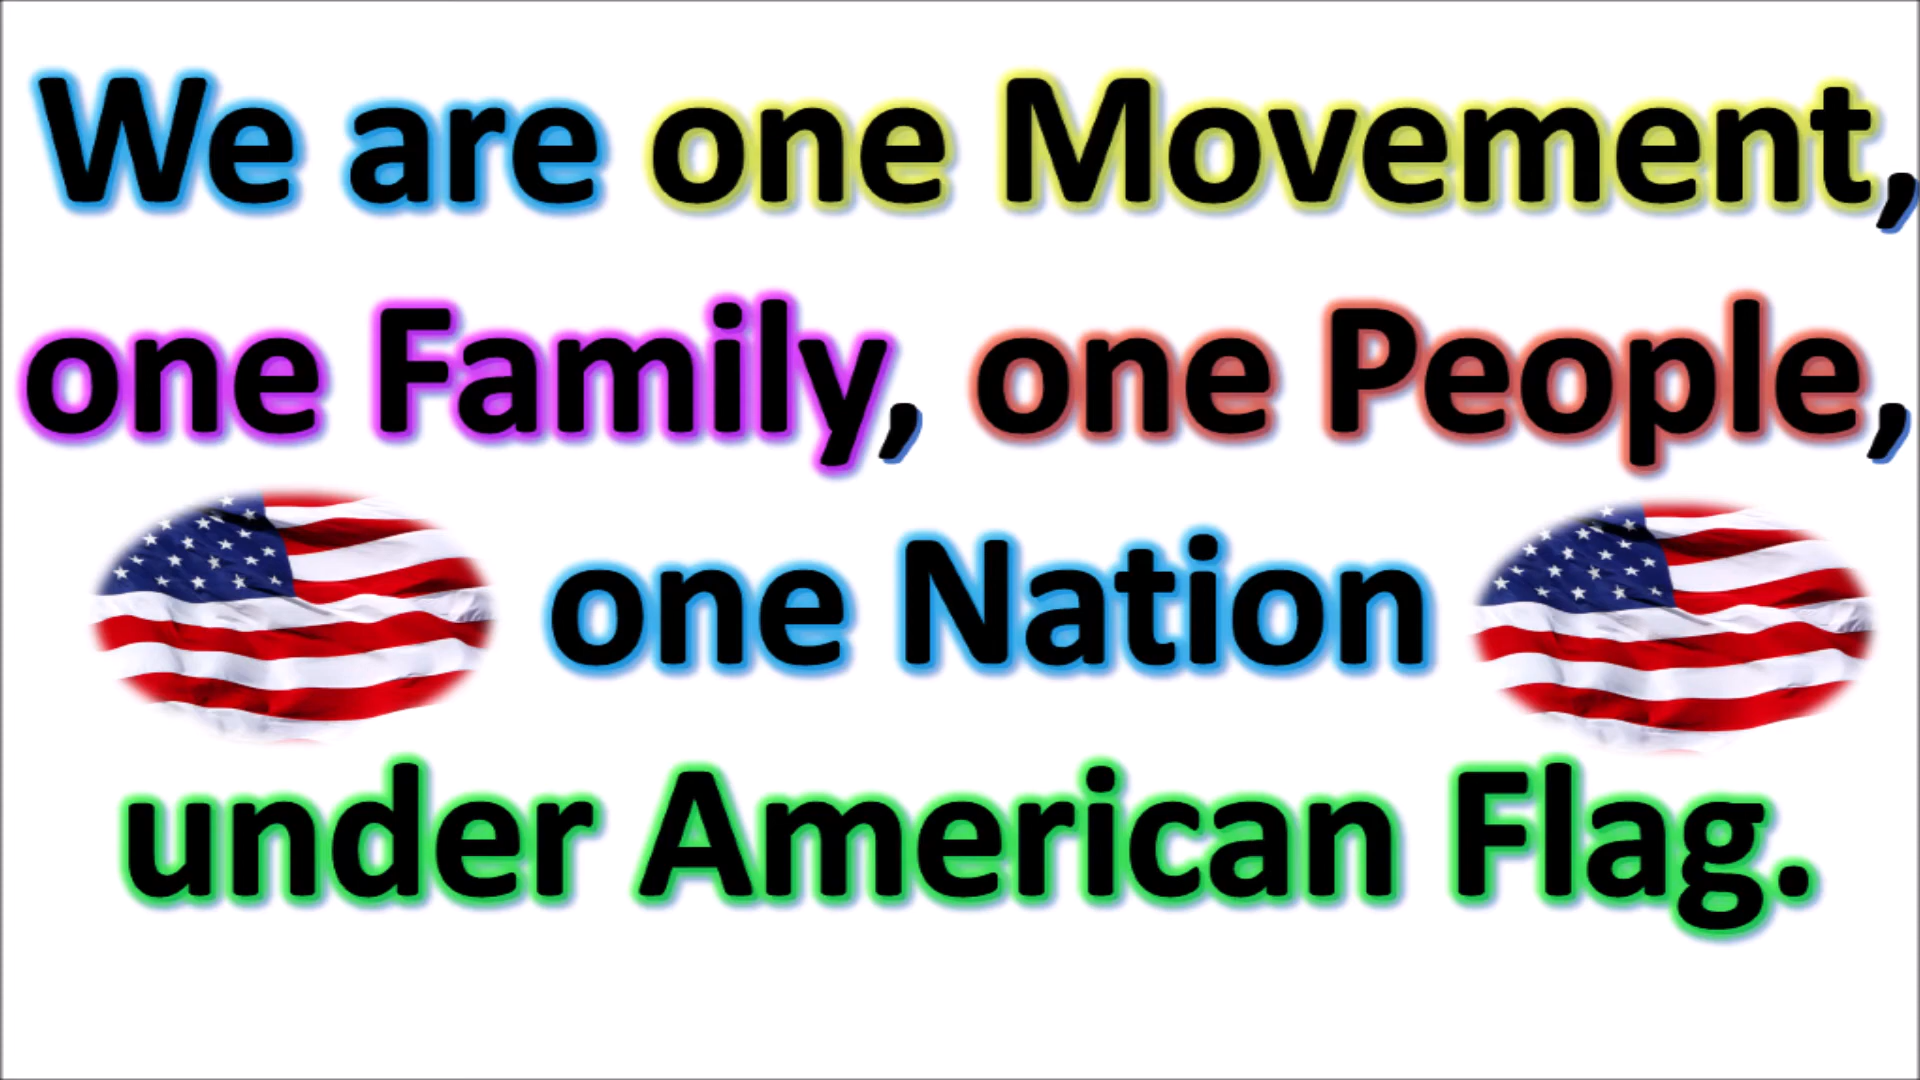 We are one Movement,
one Family, one People,
one Nation
under American Flag.